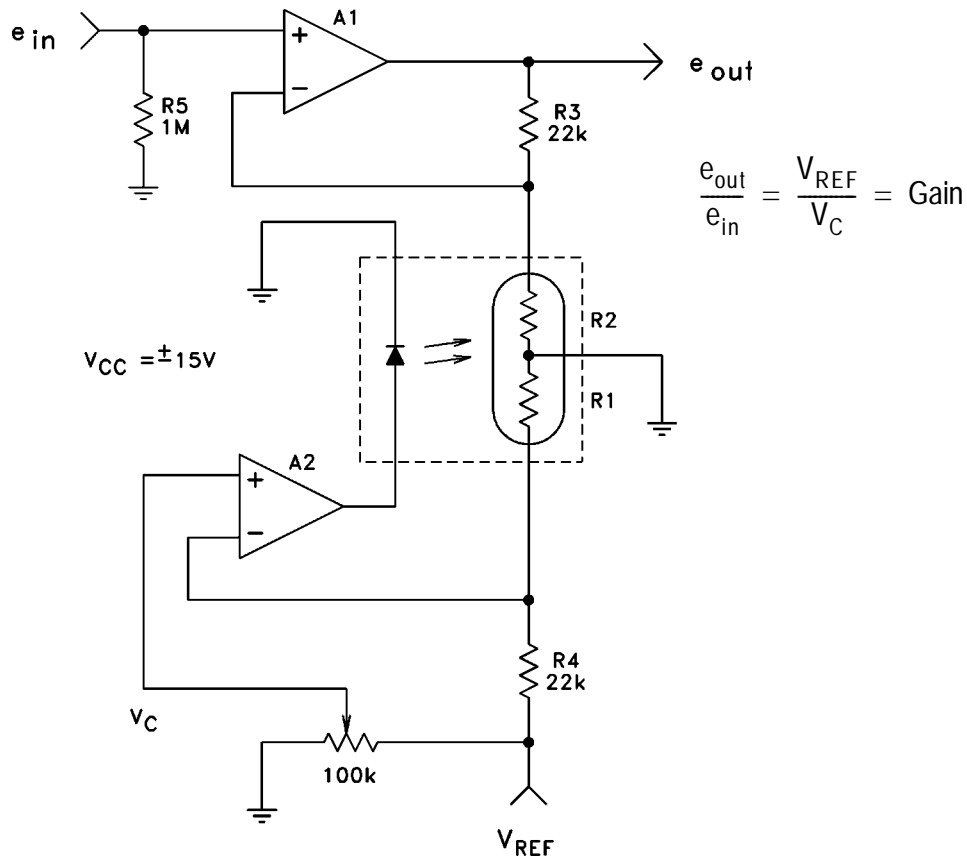 A1
e in
+
−
e out
R5
1M
R3
22k
e_out / e_in = V_REF / V_C = Gain
R2
V_CC = ±15V
R1
A2
+
−
R4
22k
V_C
100k
V_REF